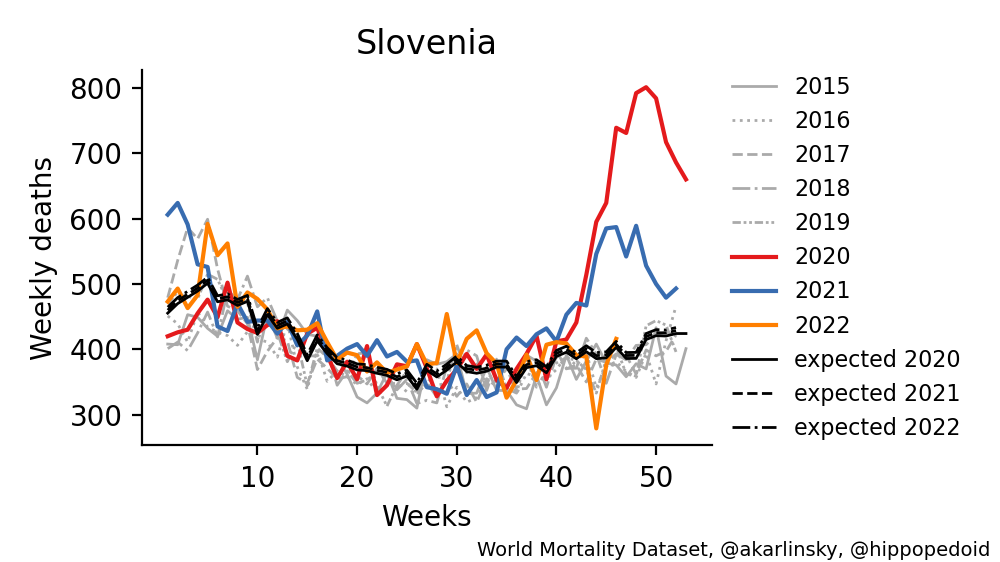 Slovenia
Weekly deaths
800
700
600
500
400
300
10 20 30 40 50
Weeks
2015
2016
2017
2018
2019
2020
2021
2022
expected 2020
expected 2021
expected 2022
World Mortality Dataset, @akarlinsky, @hippopedoid